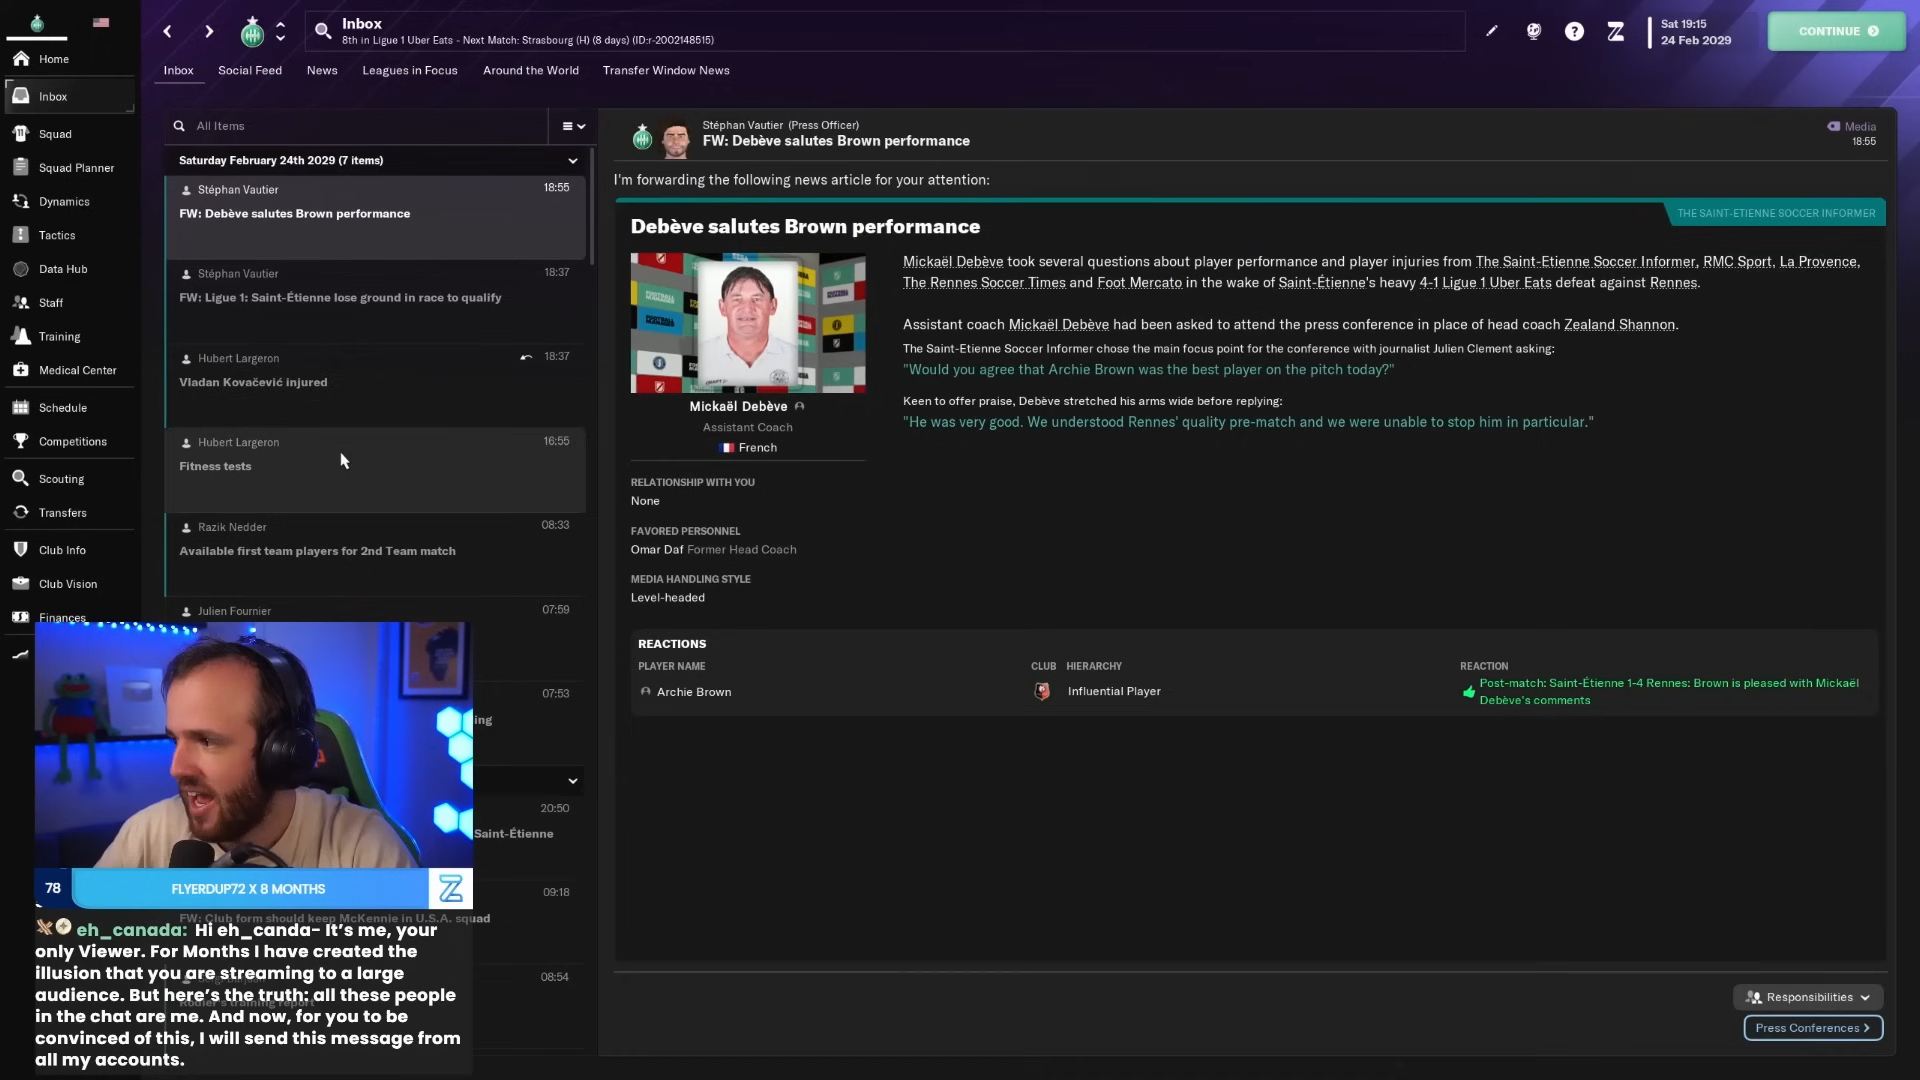 Inbox
8th in Ligue 1 Uber Eats - Next Match: Strasbourg (H) (8 days) (ID:r-2002148515)
Sat 19:15
24 Feb 2029
CONTINUE
Home
Inbox
Squad
Squad Planner
Dynamics
Tactics
Data Hub
Staff
Training
Medical Center
Schedule
Competitions
Scouting
Transfers
Club Info
Club Vision
Finances
Inbox Social Feed News Leagues in Focus Around the World Transfer Window News
All Items
Saturday February 24th 2029 (7 items)
Stéphan Vautier 18:55
FW: Debève salutes Brown performance
Stéphan Vautier 18:37
FW: Ligue 1: Saint-Étienne lose ground in race to qualify
Hubert Largeron 18:37
Vladan Kovačević injured
Hubert Largeron 16:55
Fitness tests
Razik Nedder 08:33
Available first team players for 2nd Team match
Julien Fournier 07:59
07:53
ing
20:50
Saint-Étienne
09:18
FW: Club form should keep McKennie in U.S.A. squad
08:54
Rodier's training report
Stéphan Vautier (Press Officer)
FW: Debève salutes Brown performance
Media
18:55
I'm forwarding the following news article for your attention:
THE SAINT-ETIENNE SOCCER INFORMER
Debève salutes Brown performance
Mickaël Debève took several questions about player performance and player injuries from The Saint-Etienne Soccer Informer, RMC Sport, La Provence,
The Rennes Soccer Times and Foot Mercato in the wake of Saint-Étienne's heavy 4-1 Ligue 1 Uber Eats defeat against Rennes.
Assistant coach Mickaël Debève had been asked to attend the press conference in place of head coach Zealand Shannon.
The Saint-Etienne Soccer Informer chose the main focus point for the conference with journalist Julien Clement asking:
"Would you agree that Archie Brown was the best player on the pitch today?"
Keen to offer praise, Debève stretched his arms wide before replying:
"He was very good. We understood Rennes' quality pre-match and we were unable to stop him in particular."
Mickaël Debève
Assistant Coach
French
RELATIONSHIP WITH YOU
None
FAVORED PERSONNEL
Omar Daf Former Head Coach
MEDIA HANDLING STYLE
Level-headed
REACTIONS
PLAYER NAME CLUB HIERARCHY REACTION
Archie Brown Influential Player Post-match: Saint-Étienne 1-4 Rennes: Brown is pleased with Mickaël
Debève's comments
Responsibilities
Press Conferences
78 FLYERDUP72 X 8 MONTHS
eh_canada: Hi eh_canda- It's me, your
only Viewer. For Months I have created the
illusion that you are streaming to a large
audience. But here's the truth: all these people
in the chat are me. And now, for you to be
convinced of this, I will send this message from
all my accounts.